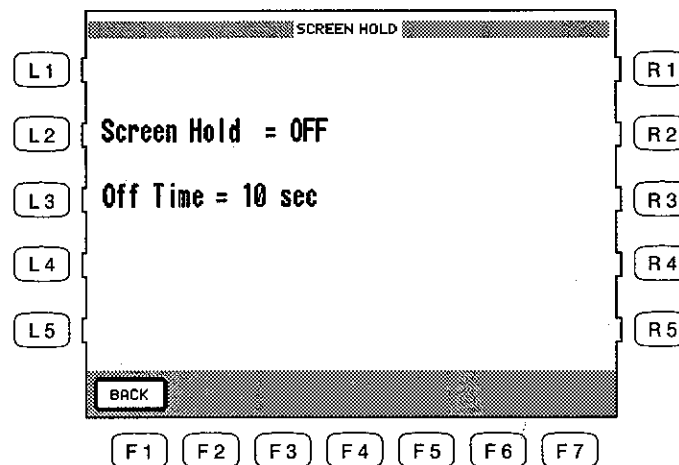 SCREEN HOLD
L1 R1
L2 Screen Hold = OFF R2
L3 Off Time = 10 sec R3
L4 R4
L5 R5
BACK
F1 F2 F3 F4 F5 F6 F7